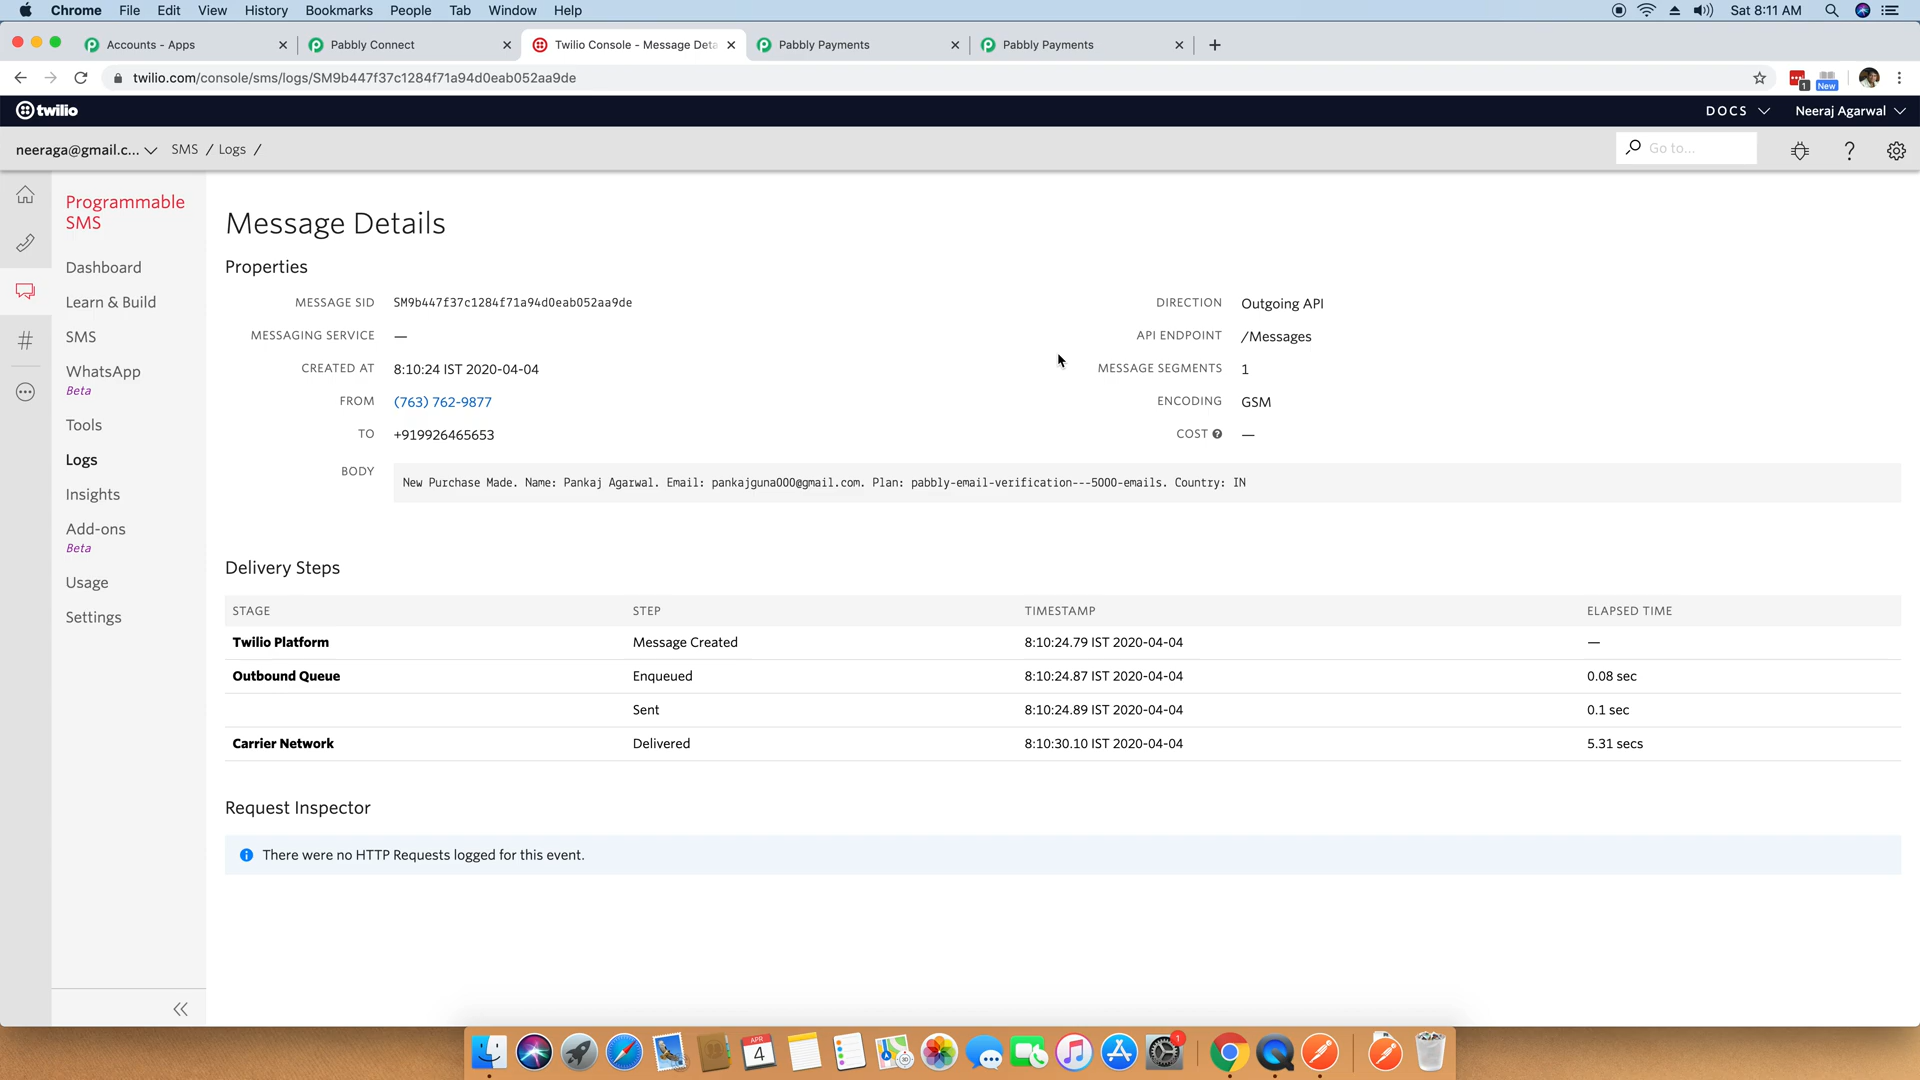 Chrome File Edit View History Bookmarks People Tab Window Help Sat 8:11 AM
Accounts - Apps Pabbly Connect Twilio Console - Message Deta Pabbly Payments Pabbly Payments
twilio.com/console/sms/logs/SM9b447f37c1284f71a94d0eab052aa9de 1 New
twilio DOCS Neeraj Agarwal
neeraga@gmail.c... SMS / Logs / Go to... ?
Programmable
SMS
Dashboard
Learn & Build
SMS
WhatsApp
Beta
Tools
Logs
Insights
Add-ons
Beta
Usage
Settings
Message Details
Properties
MESSAGE SID SM9b447f37c1284f71a94d0eab052aa9de DIRECTION Outgoing API
MESSAGING SERVICE — API ENDPOINT /Messages
CREATED AT 8:10:24 IST 2020-04-04 MESSAGE SEGMENTS 1
FROM (763) 762-9877 ENCODING GSM
TO +919926465653 COST —
BODY
New Purchase Made. Name: Pankaj Agarwal. Email: pankajguna000@gmail.com. Plan: pabbly-email-verification---5000-emails. Country: IN
Delivery Steps
STAGE STEP TIMESTAMP ELAPSED TIME
Twilio Platform Message Created 8:10:24.79 IST 2020-04-04 —
Outbound Queue Enqueued 8:10:24.87 IST 2020-04-04 0.08 sec
Sent 8:10:24.89 IST 2020-04-04 0.1 sec
Carrier Network Delivered 8:10:30.10 IST 2020-04-04 5.31 secs
Request Inspector
There were no HTTP Requests logged for this event.
APR
4
1